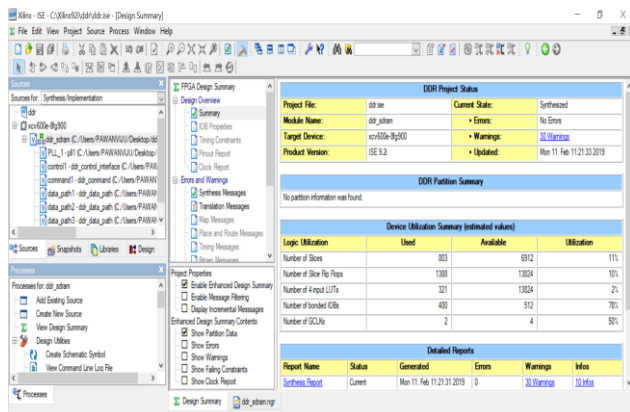 Xilinx - ISE - C:\Xilinx92i\ddr\ddr.ise - [Design Summary]
File Edit View Project Source Process Window Help
Sources
Sources for: Synthesis/Implementation
ddr
xcv600e-8fg900
ddr_sdram (C:/Users/PAWANVIJU/Desktop/dd
PLL_1 - pll1 (C:/Users/PAWANVIJU/Desktop/
control1 - ddr_control_interface (C:/Users/PAWAN
command1 - ddr_command (C:/Users/PAWANVI
data_path1 - ddr_data_path (C:/Users/PAWANV
data_path2 - ddr_data_path (C:/Users/PAWANV
data_path3 - ddr_data_path (C:/Users/PAWANV
Sources Snapshots Libraries Design
Processes
Processes for: ddr_sdram
Add Existing Source
Create New Source
View Design Summary
Design Utilities
Create Schematic Symbol
View Command Line Log File
Processes
FPGA Design Summary
Design Overview
Summary
IOB Properties
Timing Constraints
Pinout Report
Clock Report
Errors and Warnings
Synthesis Messages
Translation Messages
Map Messages
Place and Route Messages
Timing Messages
Bitgen Messages
Project Properties
Enable Enhanced Design Summary
Enable Message Filtering
Display Incremental Messages
Enhanced Design Summary Contents
Show Partition Data
Show Errors
Show Warnings
Show Failing Constraints
Show Clock Report
Design Summary ddr_sdram.ngr
DDR Project Status
Project File: ddr.ise Current State: Synthesized
Module Name: ddr_sdram • Errors: No Errors
Target Device: xcv600e-8fg900 • Warnings: 30 Warnings
Product Version: ISE 9.2i • Updated: Mon 11. Feb 11:21:33 2019
DDR Partition Summary
No partition information was found.
Device Utilization Summary (estimated values)
Logic Utilization Used Available Utilization
Number of Slices 803 6912 11%
Number of Slice Flip Flops 1388 13824 10%
Number of 4 input LUTs 321 13824 2%
Number of bonded IOBs 400 512 78%
Number of GCLKs 2 4 50%
Detailed Reports
Report Name Status Generated Errors Warnings Infos
Synthesis Report Current Mon 11. Feb 11:21:31 2019 0 30 Warnings 10 Infos